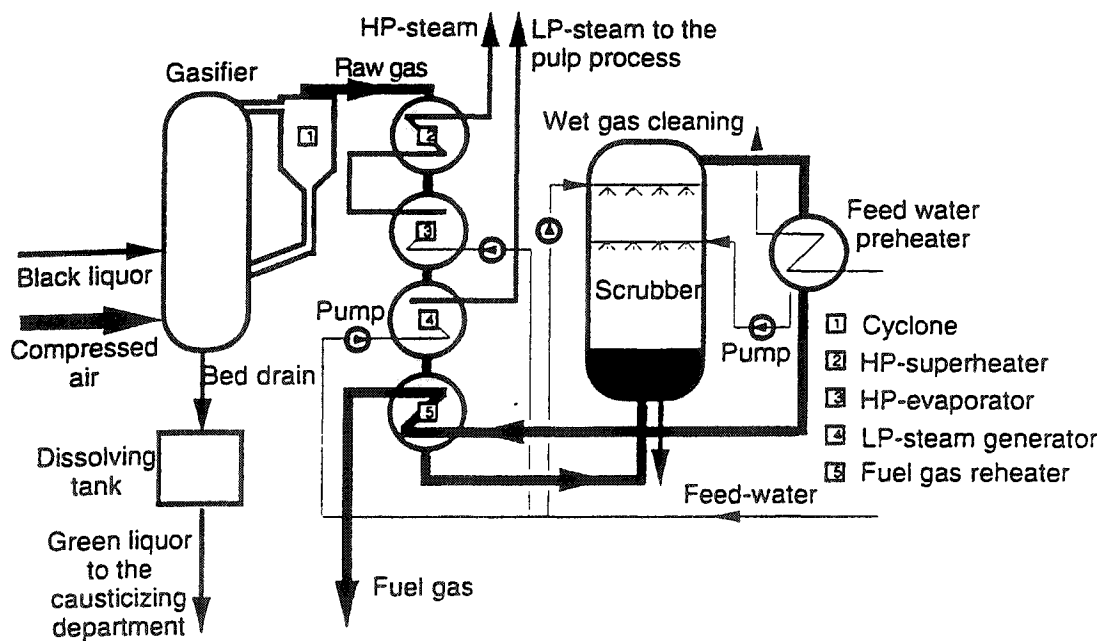 HP-steam
LP-steam to the
pulp process
Gasifier
Raw gas
1
2
Wet gas cleaning
3
Feed water
preheater
Black liquor
Scrubber
Pump
4
Compressed
air
Pump
Bed drain
5
1 Cyclone
2 HP-superheater
3 HP-evaporator
4 LP-steam generator
5 Fuel gas reheater
Dissolving
tank
Feed-water
Green liquor
to the
causticizing
department
Fuel gas